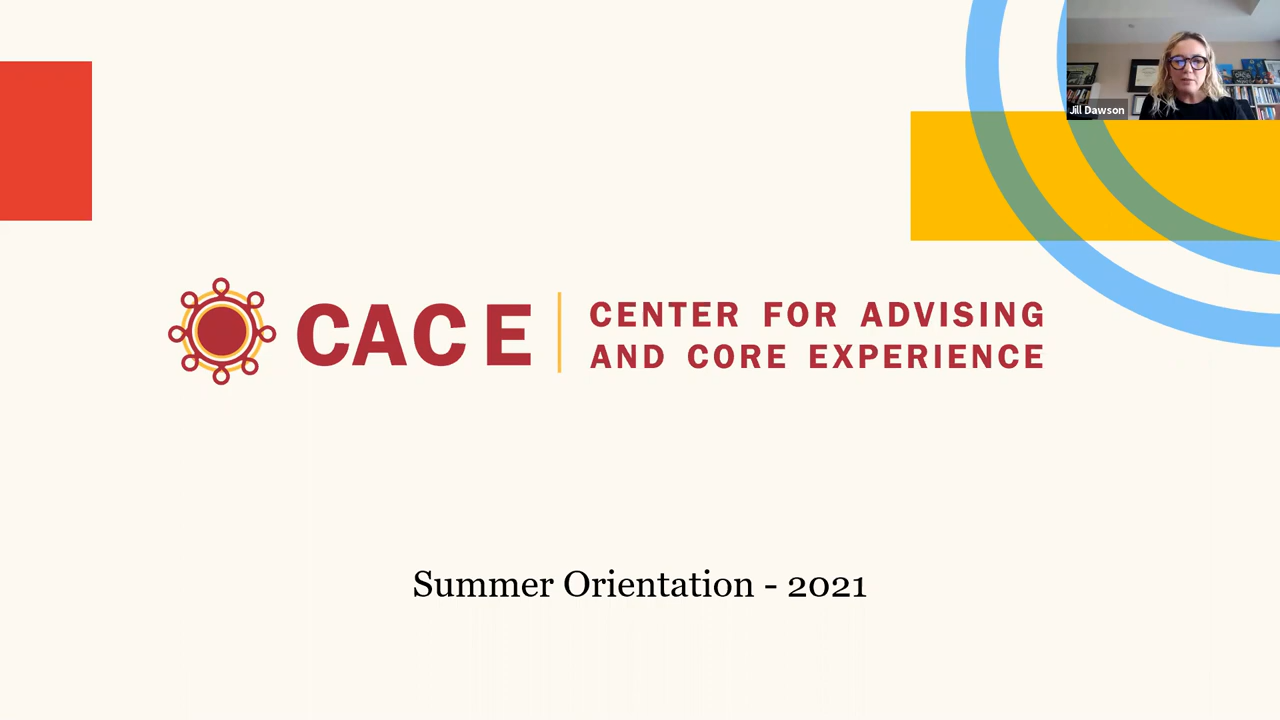 Jill Dawson
CACE
CENTER FOR ADVISING
AND CORE EXPERIENCE
Summer Orientation - 2021